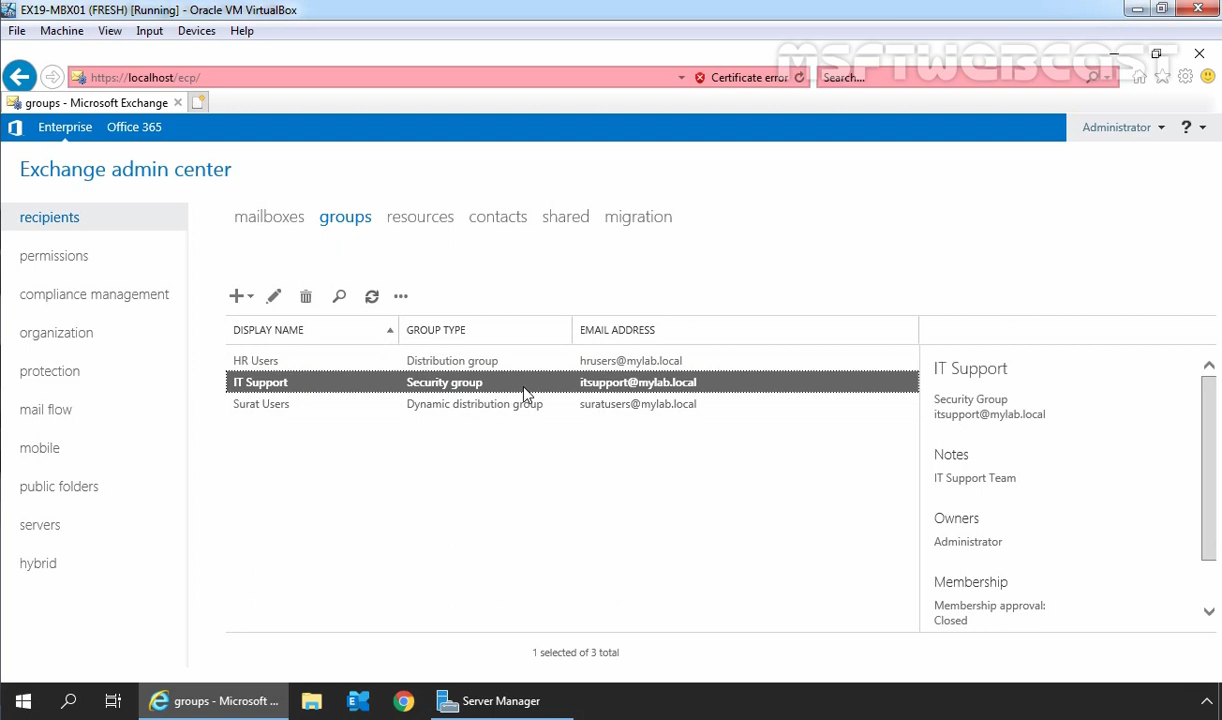 EX19-MBX01 (FRESH) [Running] - Oracle VM VirtualBox
File Machine View Input Devices Help
MSFTWEBCAST
https://localhost/ecp/
Certificate error
Search...
groups - Microsoft Exchange
Enterprise Office 365
Administrator
?
Exchange admin center
recipients
permissions
compliance management
organization
protection
mail flow
mobile
public folders
servers
hybrid
mailboxes groups resources contacts shared migration
DISPLAY NAME GROUP TYPE EMAIL ADDRESS
HR Users Distribution group hrusers@mylab.local
IT Support Security group itsupport@mylab.local
Surat Users Dynamic distribution group suratusers@mylab.local
IT Support
Security Group
itsupport@mylab.local
Notes
IT Support Team
Owners
Administrator
Membership
Membership approval:
Closed
1 selected of 3 total
groups - Microsoft ...
Server Manager